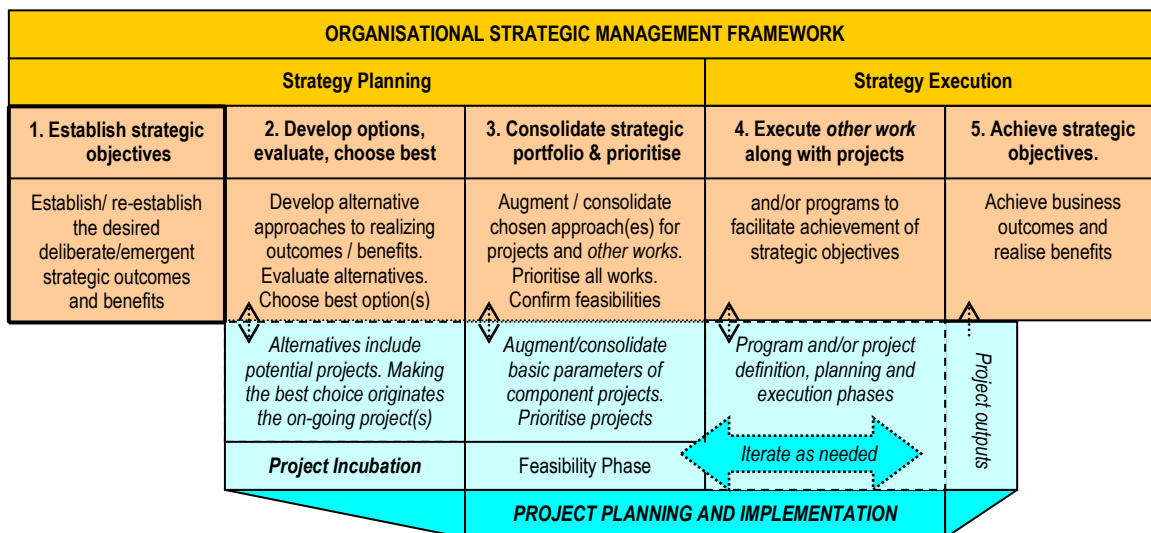 ORGANISATIONAL STRATEGIC MANAGEMENT FRAMEWORK
Strategy Planning
Strategy Execution
1. Establish strategic
objectives
2. Develop options,
evaluate, choose best
3. Consolidate strategic
portfolio & prioritise
4. Execute other work
along with projects
5. Achieve strategic
objectives.
Establish/ re-establish
the desired
deliberate/emergent
strategic outcomes
and benefits
Develop alternative
approaches to realizing
outcomes / benefits.
Evaluate alternatives.
Choose best option(s)
Augment / consolidate
chosen approach(es) for
projects and other works.
Prioritise all works.
Confirm feasibilities
and/or programs to
facilitate achievement of
strategic objectives
Achieve business
outcomes and
realise benefits
Alternatives include
potential projects. Making
the best choice originates
the on-going project(s)
Augment/consolidate
basic parameters of
component projects.
Prioritise projects
Program and/or project
definition, planning and
execution phases
Project outputs
Project Incubation
Feasibility Phase
Iterate as needed
PROJECT PLANNING AND IMPLEMENTATION